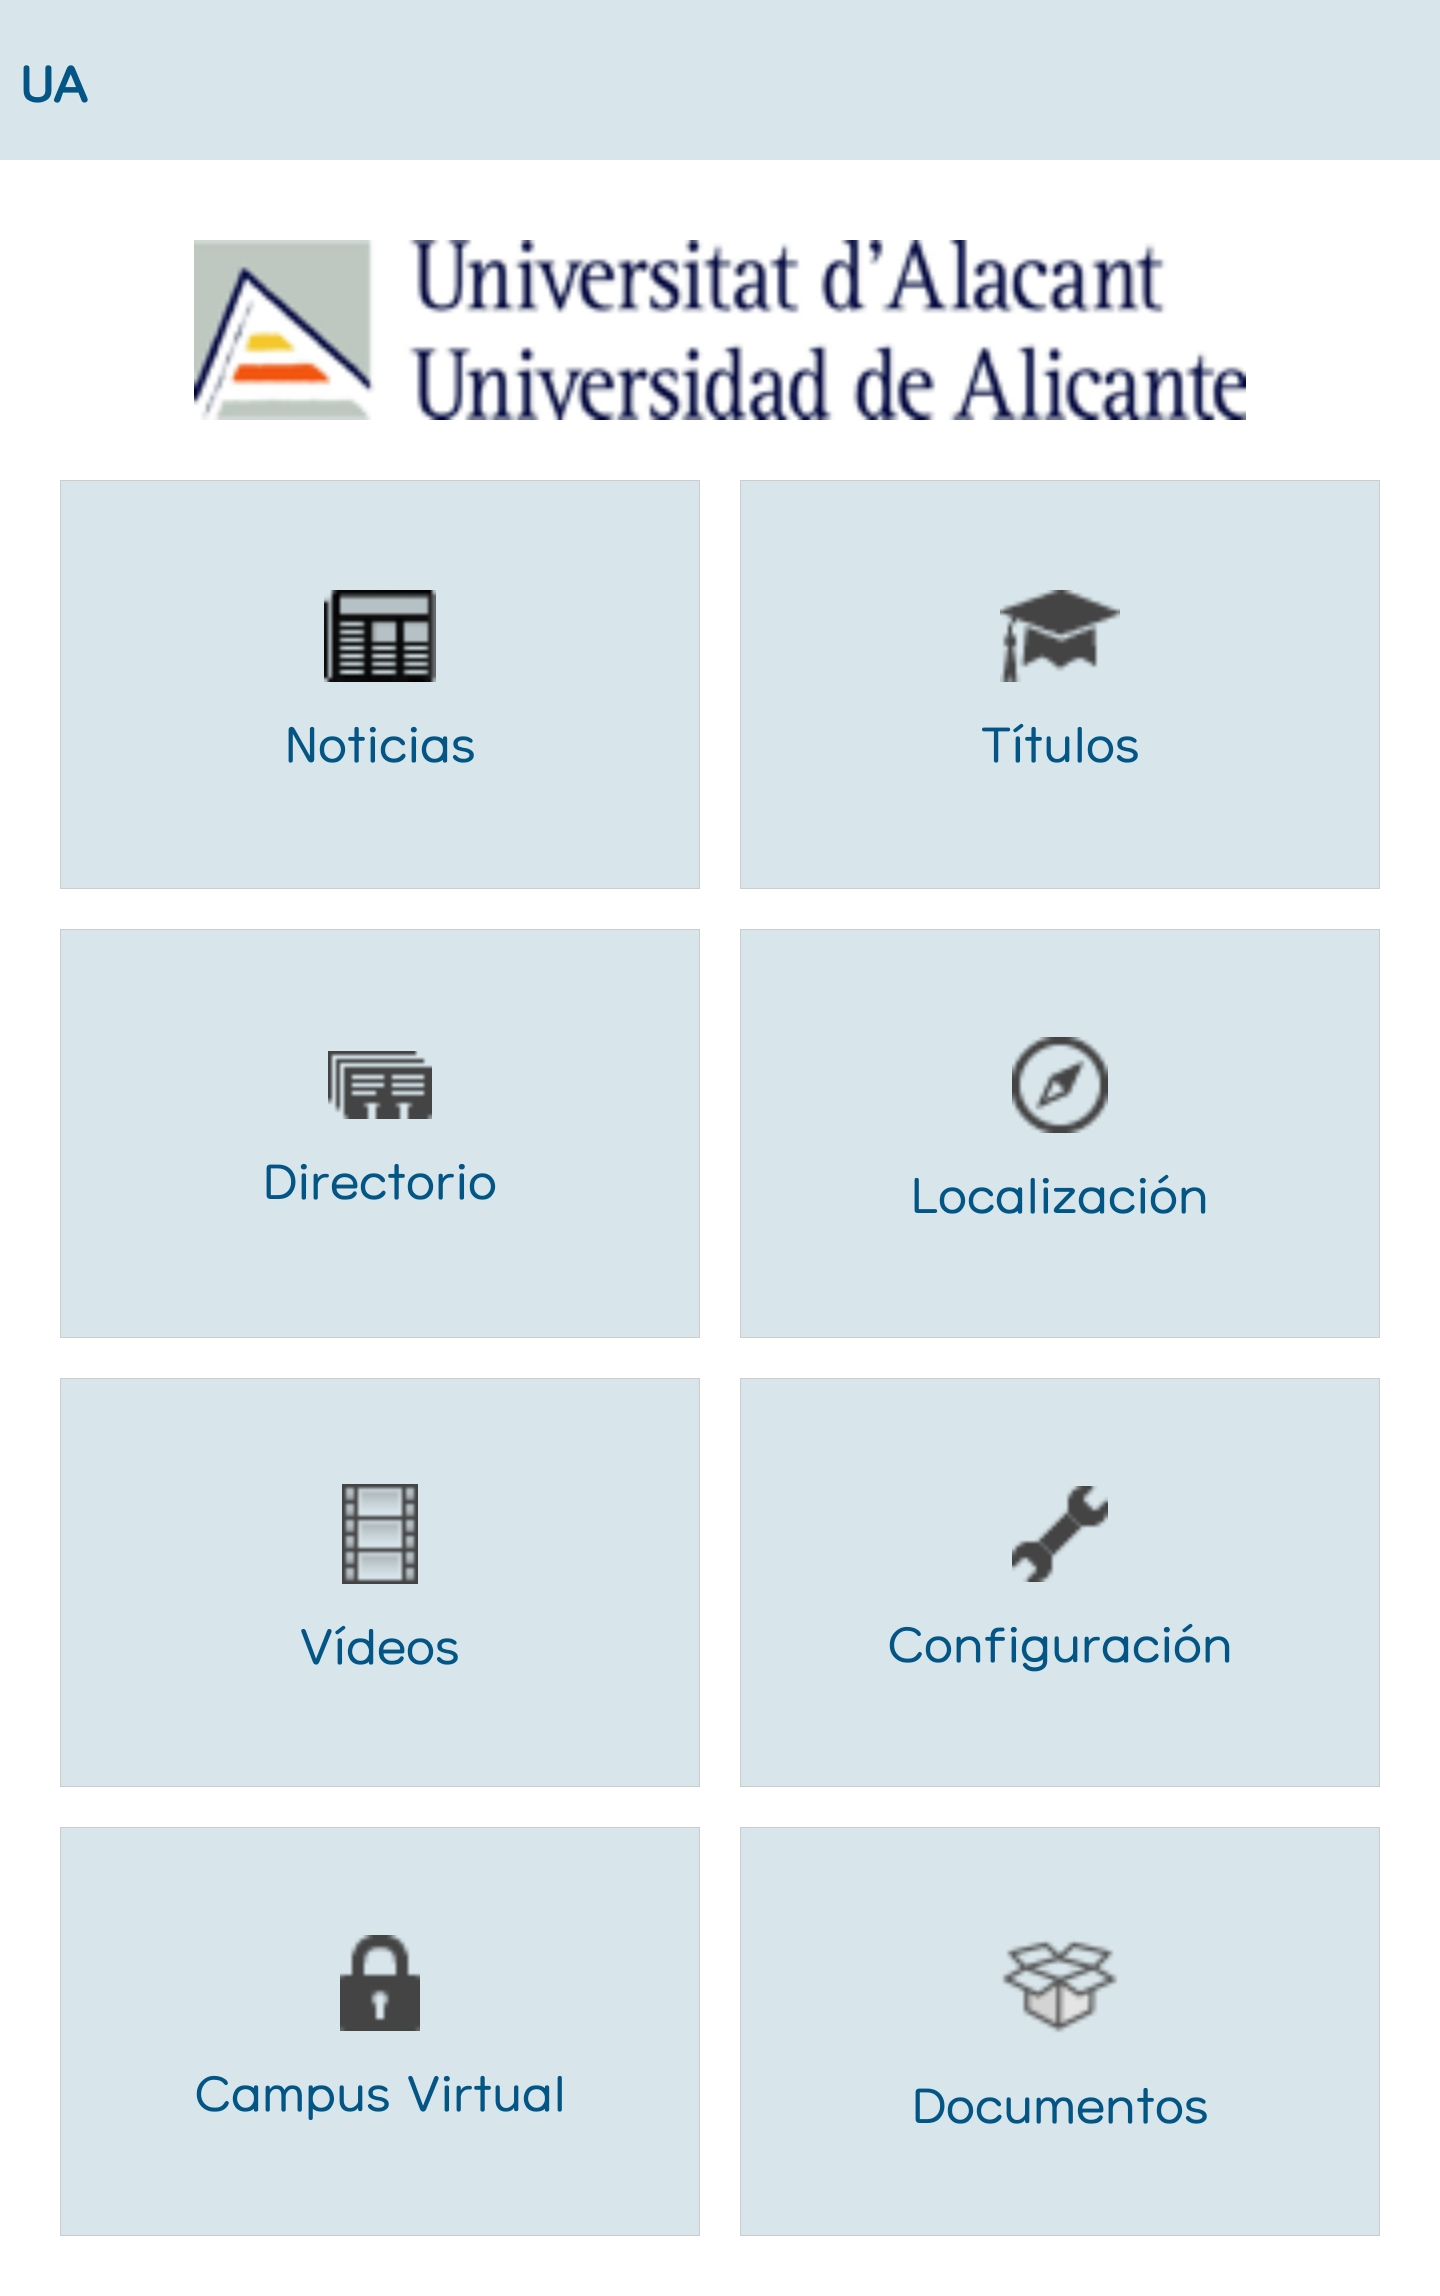 UA
Universitat d'Alacant
Universidad de Alicante
Noticias
Títulos
Directorio
Localización
Vídeos
Configuración
Campus Virtual
Documentos